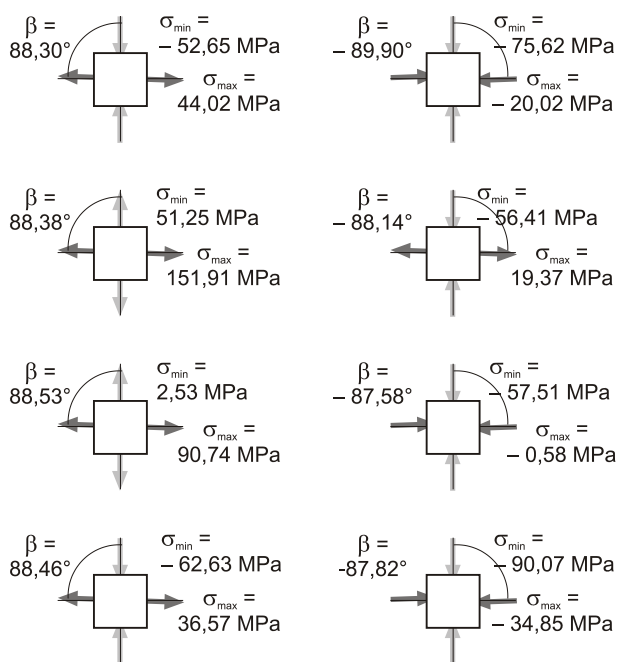 β =
88,30°
σmin =
– 52,65 MPa
σmax =
44,02 MPa
β =
– 89,90°
σmin =
– 75,62 MPa
σmax =
– 20,02 MPa
β =
88,38°
σmin =
51,25 MPa
σmax =
151,91 MPa
β =
– 88,14°
σmin =
– 56,41 MPa
σmax =
19,37 MPa
β =
88,53°
σmin =
2,53 MPa
σmax =
90,74 MPa
β =
– 87,58°
σmin =
– 57,51 MPa
σmax =
– 0,58 MPa
β =
88,46°
σmin =
– 62,63 MPa
σmax =
36,57 MPa
β =
-87,82°
σmin =
– 90,07 MPa
σmax =
– 34,85 MPa